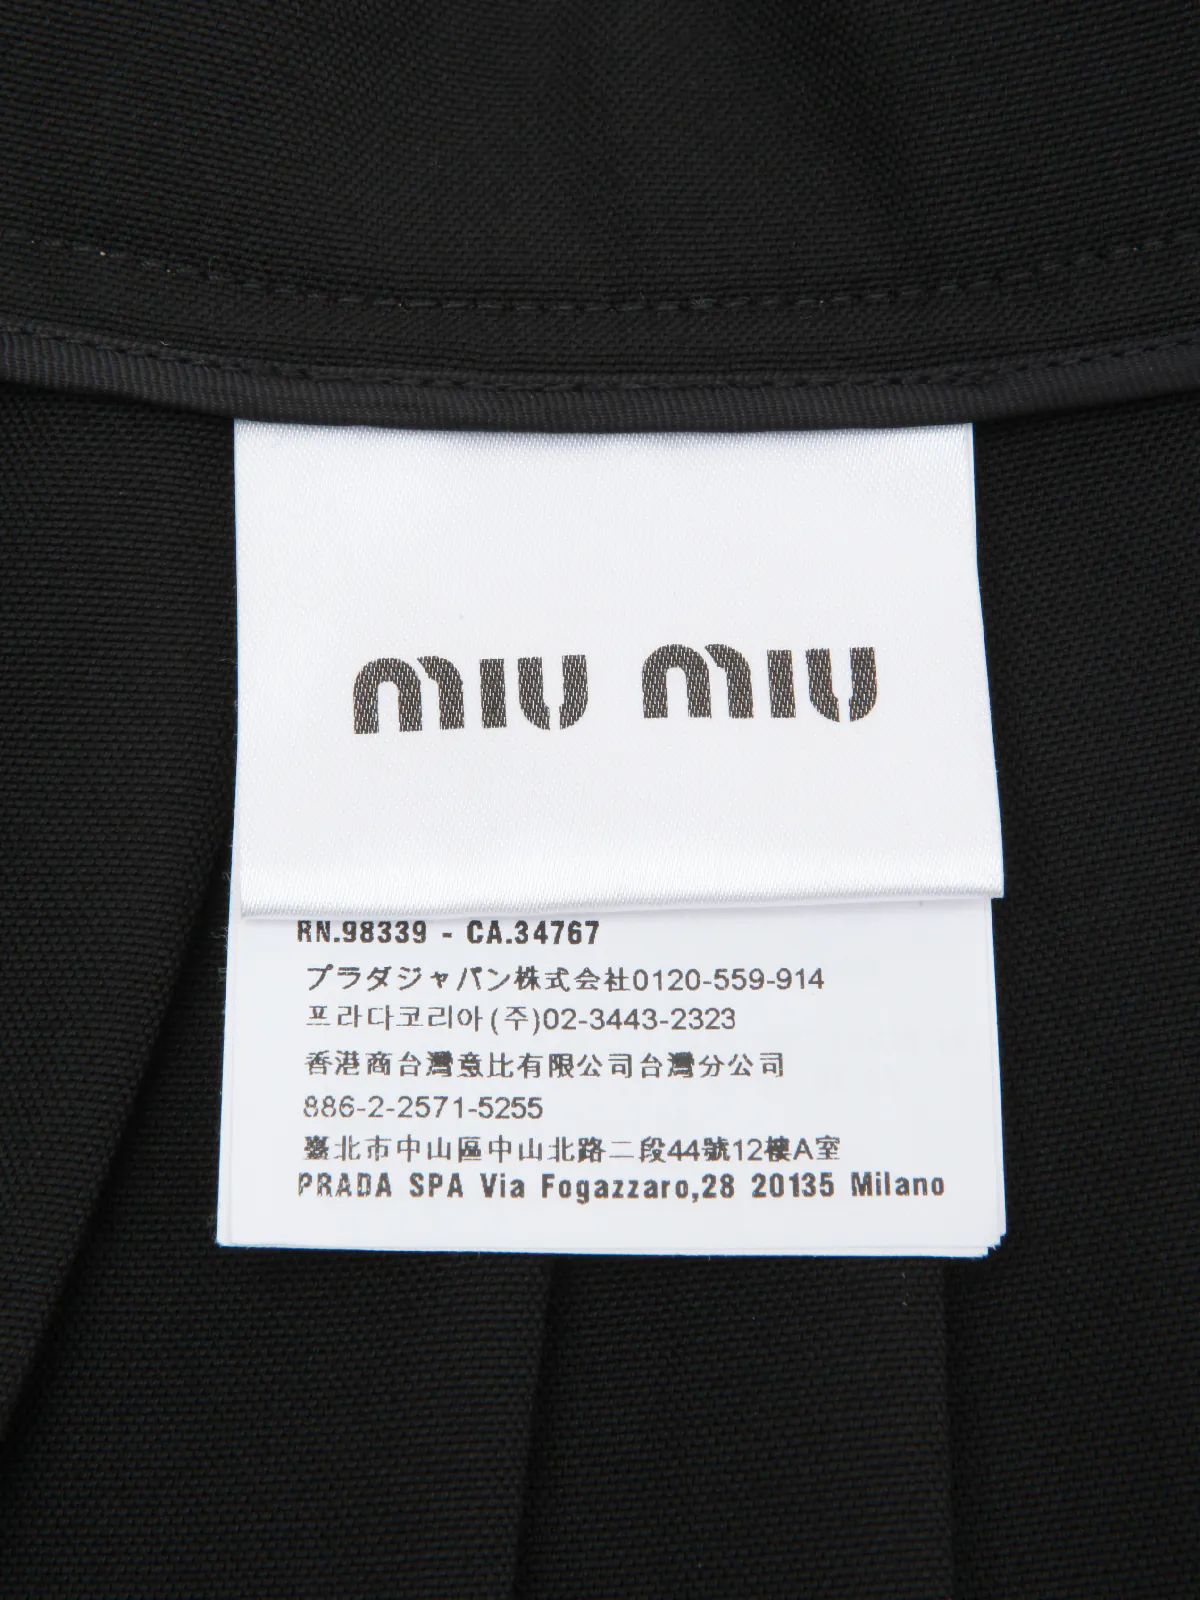 miu miu
RN.98339 - CA.34767
プラダジャパン株式会社0120-559-914
프라다코리아(주)02-3443-2323
香港商台灣意比有限公司台灣分公司
886-2-2571-5255
臺北市中山區中山北路二段44號12樓A室
PRADA SPA Via Fogazzaro,28 20135 Milano